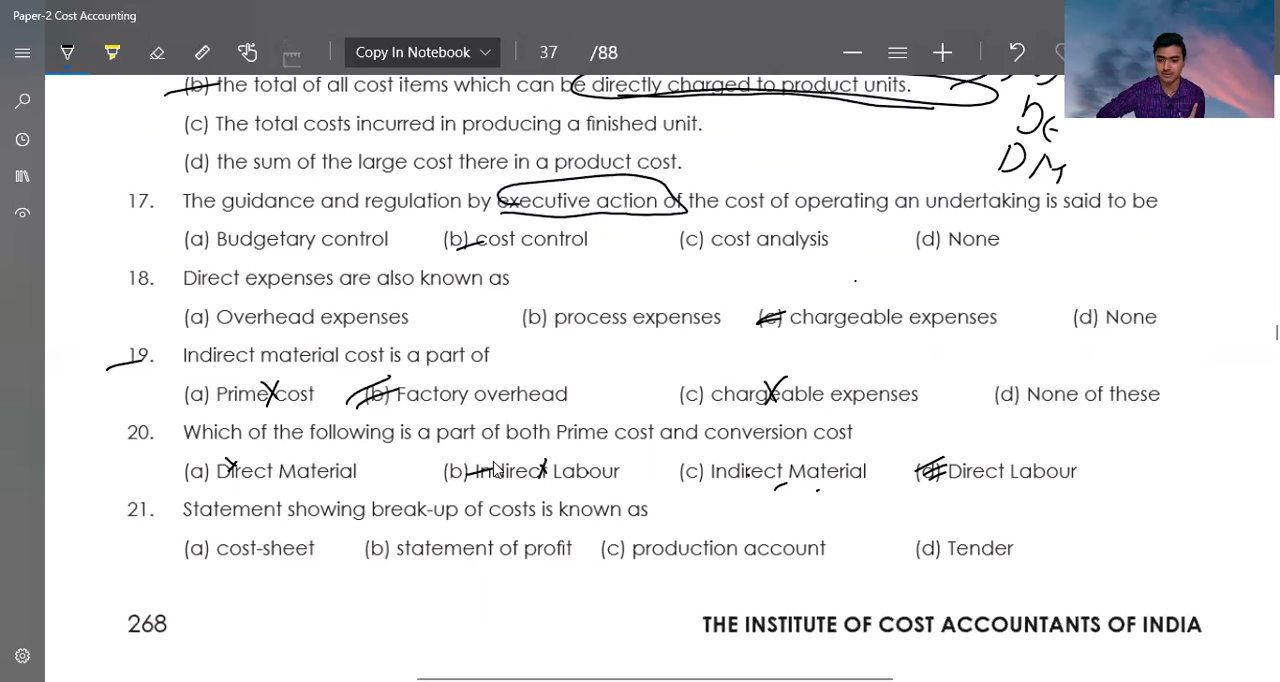 Paper-2 Cost Accounting
Copy In Notebook 37 /88
(b) the total of all cost items which can be directly charged to product units.
(c) The total costs incurred in producing a finished unit.
DE
(d) the sum of the large cost there in a product cost.
DM
17. The guidance and regulation by executive action of the cost of operating an undertaking is said to be
(a) Budgetary control (b) cost control (c) cost analysis (d) None
18. Direct expenses are also known as
(a) Overhead expenses (b) process expenses (c) chargeable expenses (d) None
19. Indirect material cost is a part of
(a) Prime cost (b) Factory overhead (c) chargeable expenses (d) None of these
20. Which of the following is a part of both Prime cost and conversion cost
(a) Direct Material (b) Indirect Labour (c) Indirect Material (d) Direct Labour
21. Statement showing break-up of costs is known as
(a) cost-sheet (b) statement of profit (c) production account (d) Tender
268 THE INSTITUTE OF COST ACCOUNTANTS OF INDIA